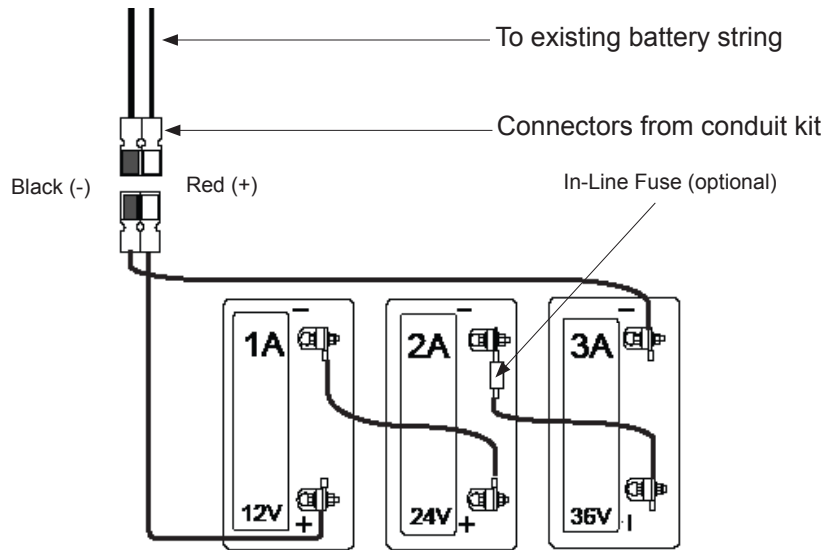 To existing battery string
Connectors from conduit kit
Black (-)
Red (+)
In-Line Fuse (optional)
−
−
−
1A
2A
3A
12V
+
24V
+
36V
I